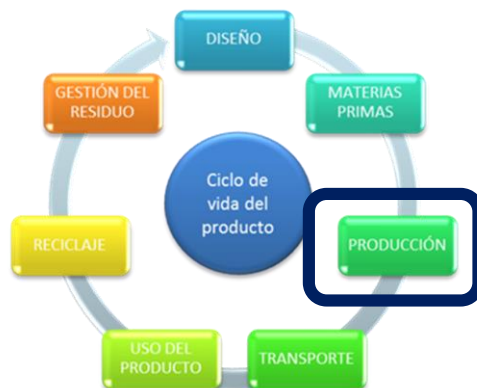 DISEÑO
MATERIAS
PRIMAS
PRODUCCIÓN
TRANSPORTE
USO DEL
PRODUCTO
RECICLAJE
GESTIÓN DEL
RESIDUO
Ciclo de
vida del
producto